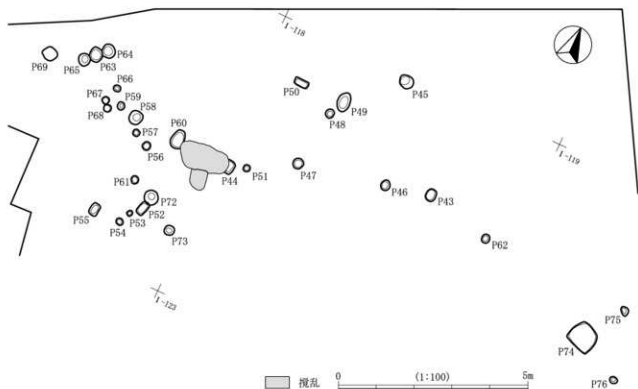 I-118
P64
P69
P65
P63
P66
P50
P45
P67
P59
P49
P68
P58
P48
P57
P60
I-119
P56
P44
P51
P47
P61
P46
P72
P43
P55
P53
P52
P54
P73
P62
I-123
P75
P74
P76
撹乱
0
(1:100)
5m